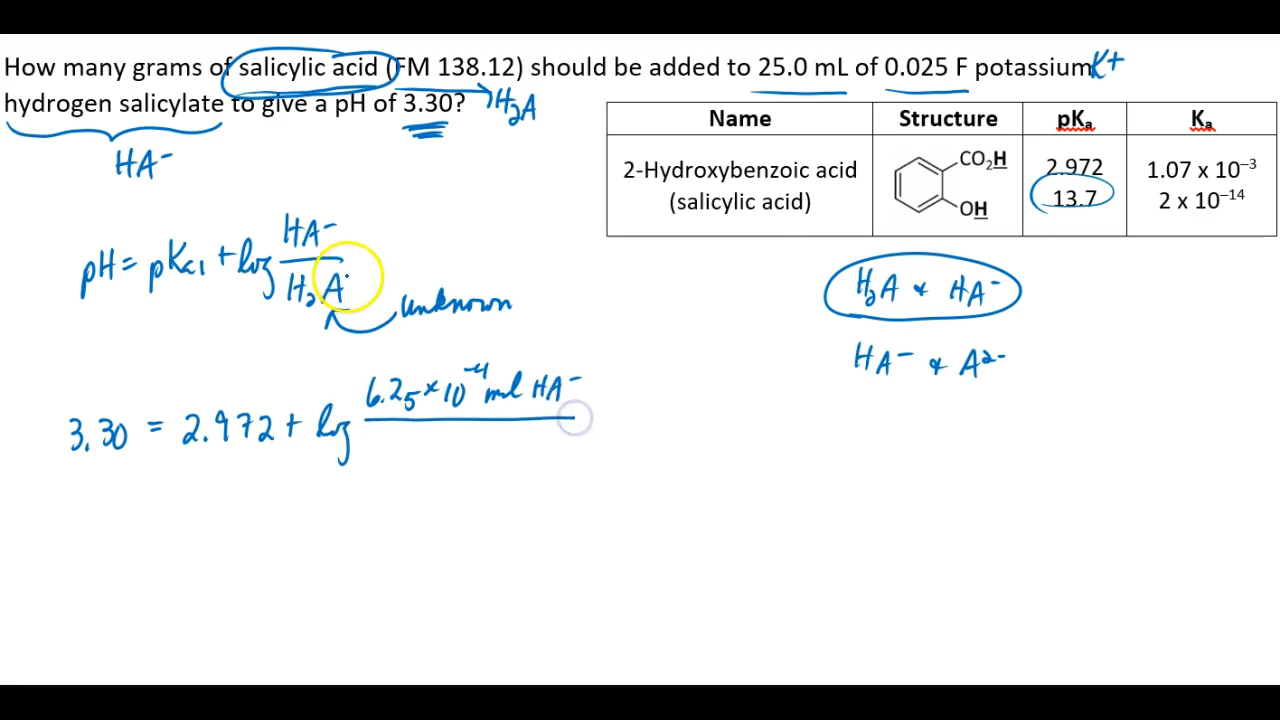 How many grams of salicylic acid (FM 138.12) should be added to 25.0 mL of 0.025 F potassium K+
hydrogen salicylate to give a pH of 3.30? H₂A
HA⁻
Name Structure pKₐ Kₐ
2-Hydroxybenzoic acid
(salicylic acid)
CO₂H
OH
2.972 1.07 x 10⁻³
13.7 2 x 10⁻¹⁴
pH = pKa1 + log HA⁻
H₂A
unknown
H₂A & HA⁻
HA⁻ & A²⁻
3.30 = 2.972 + log 6.25 × 10⁻⁴ mol HA⁻